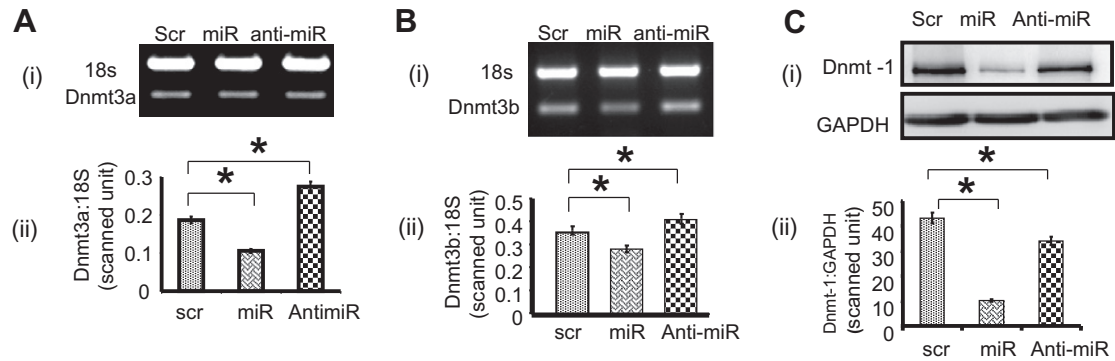 A
Scr miR anti-miR
(i)
18s
Dnmt3a
*
*
(ii)
Dnmt3a:18S
(scanned unit)
0.3
0.2
0.1
0
scr miR AntimiR
B
Scr miR anti-miR
(i)
18s
Dnmt3b
*
*
(ii)
Dnmt3b:18S
(scanned unit)
0.5
0.4
0.3
0.2
0.1
0
scr miR Anti-miR
C
Scr miR Anti-miR
(i)
Dnmt -1
GAPDH
*
*
(ii)
Dnmt-1:GAPDH
(scanned unit)
50
40
30
20
10
0
scr miR Anti-miR